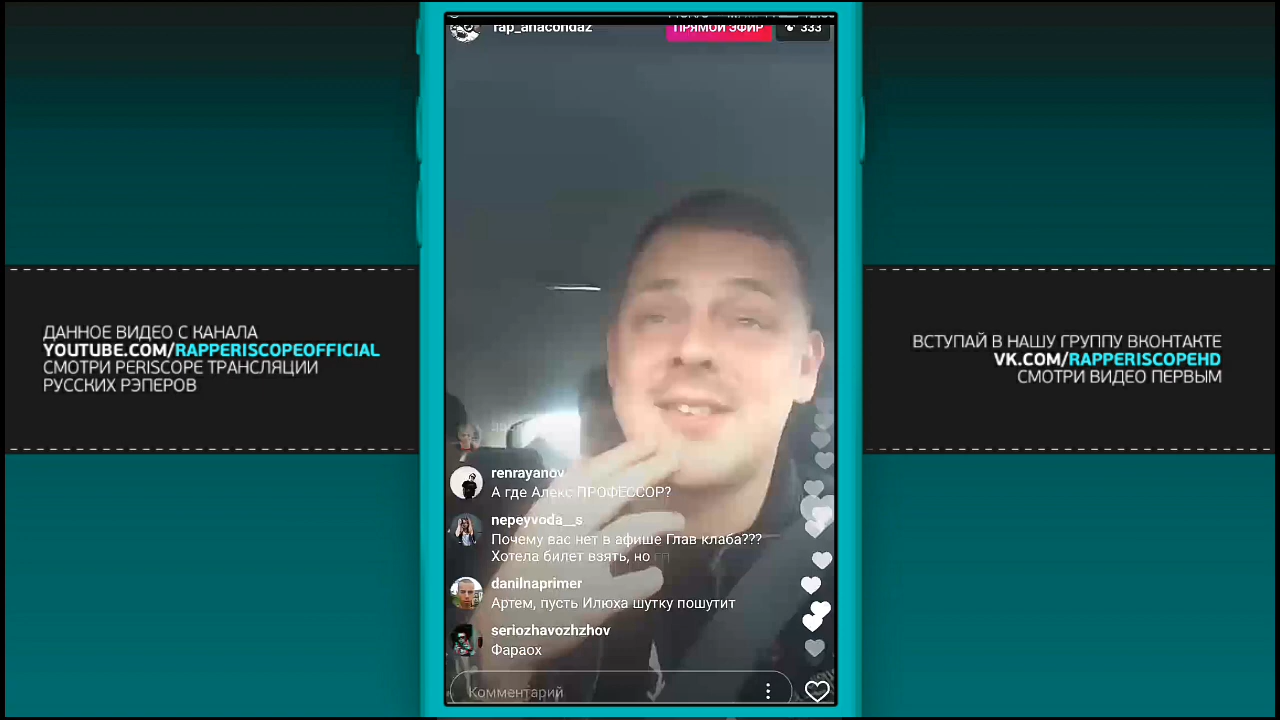 rap_anacondaz
ПРЯМОЙ ЭФИР
333
ДАННОЕ ВИДЕО С КАНАЛА
YOUTUBE.COM/RAPPERISCOPEOFFICIAL
СМОТРИ PERISCOPE ТРАНСЛЯЦИИ
РУССКИХ РЭПЕРОВ
ВСТУПАЙ В НАШУ ГРУППУ ВКОНТАКТЕ
VK.COM/RAPPERISCOPEHD
СМОТРИ ВИДЕО ПЕРВЫМ
renrayanov
А где Алекс ПРОФЕССОР?
nepeyvoda__s
Почему вас нет в афише Глав клаба???
Хотела билет взять, но
danilnaprimer
Артем, пусть Илюха шутку пошутит
seriozhavozhzhov
Фараох
Комментарий